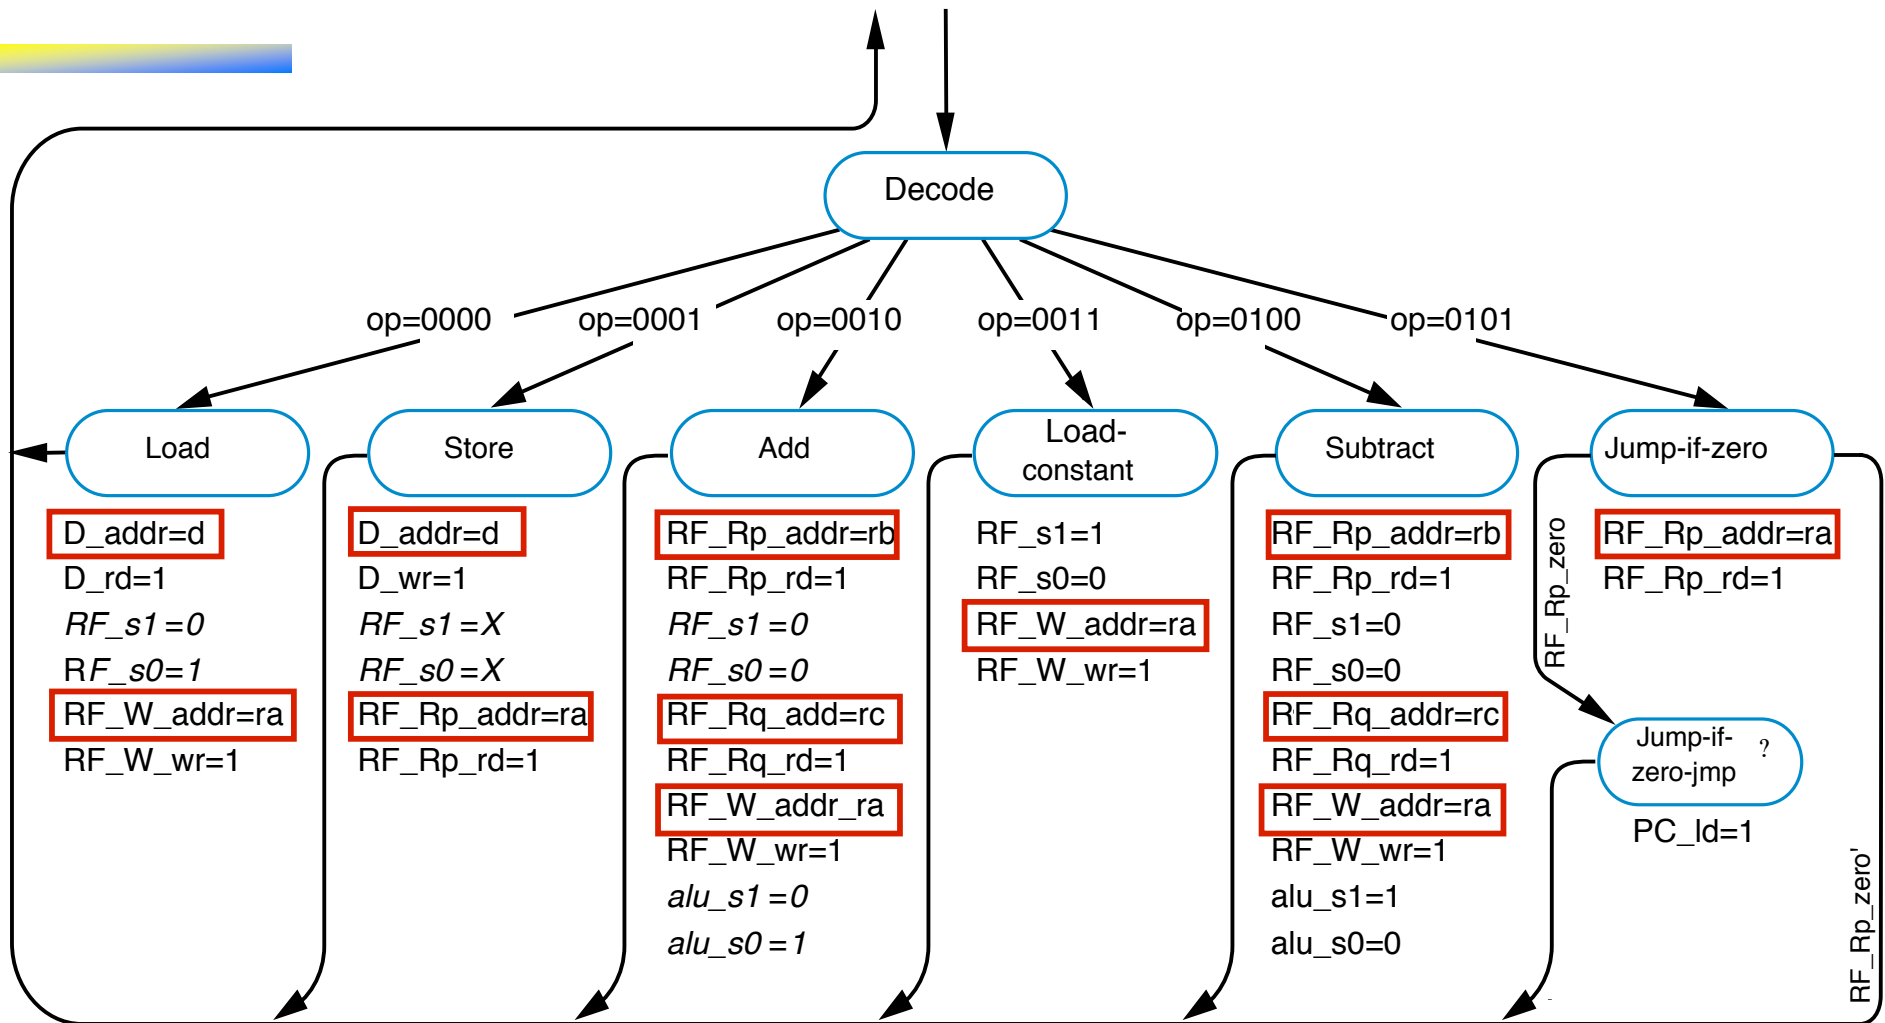 Decode
op=0000
op=0001
op=0010
op=0011
op=0100
op=0101
Load
D_addr=d
D_rd=1
RF_s1=0
RF_s0=1
RF_W_addr=ra
RF_W_wr=1
Store
D_addr=d
D_wr=1
RF_s1=X
RF_s0=X
RF_Rp_addr=ra
RF_Rp_rd=1
Add
RF_Rp_addr=rb
RF_Rp_rd=1
RF_s1=0
RF_s0=0
RF_Rq_add=rc
RF_Rq_rd=1
RF_W_addr_ra
RF_W_wr=1
alu_s1=0
alu_s0=1
Load-
constant
RF_s1=1
RF_s0=0
RF_W_addr=ra
RF_W_wr=1
Subtract
RF_Rp_addr=rb
RF_Rp_rd=1
RF_s1=0
RF_s0=0
RF_Rq_addr=rc
RF_Rq_rd=1
RF_W_addr=ra
RF_W_wr=1
alu_s1=1
alu_s0=0
Jump-if-zero
RF_Rp_addr=ra
RF_Rp_rd=1
RF_Rp_zero
Jump-if-
zero-jmp ?
PC_ld=1
RF_Rp_zero'